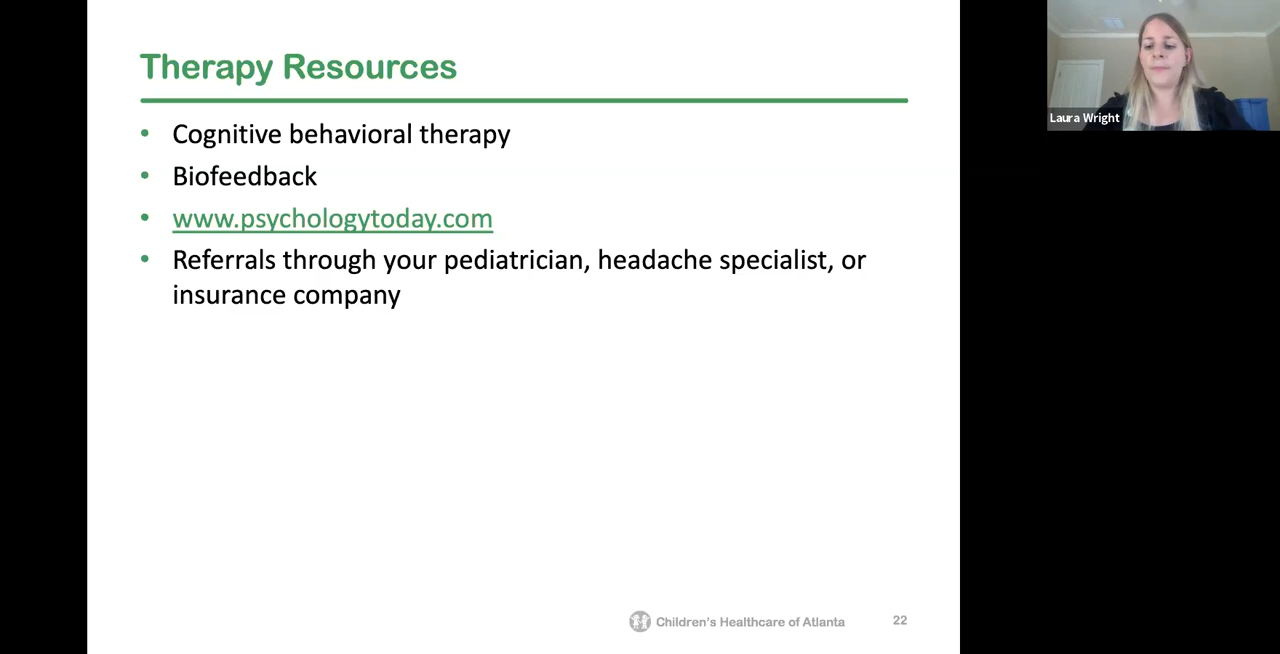 Therapy Resources
• Cognitive behavioral therapy
• Biofeedback
• www.psychologytoday.com
• Referrals through your pediatrician, headache specialist, or
insurance company
Children's Healthcare of Atlanta
22
Laura Wright